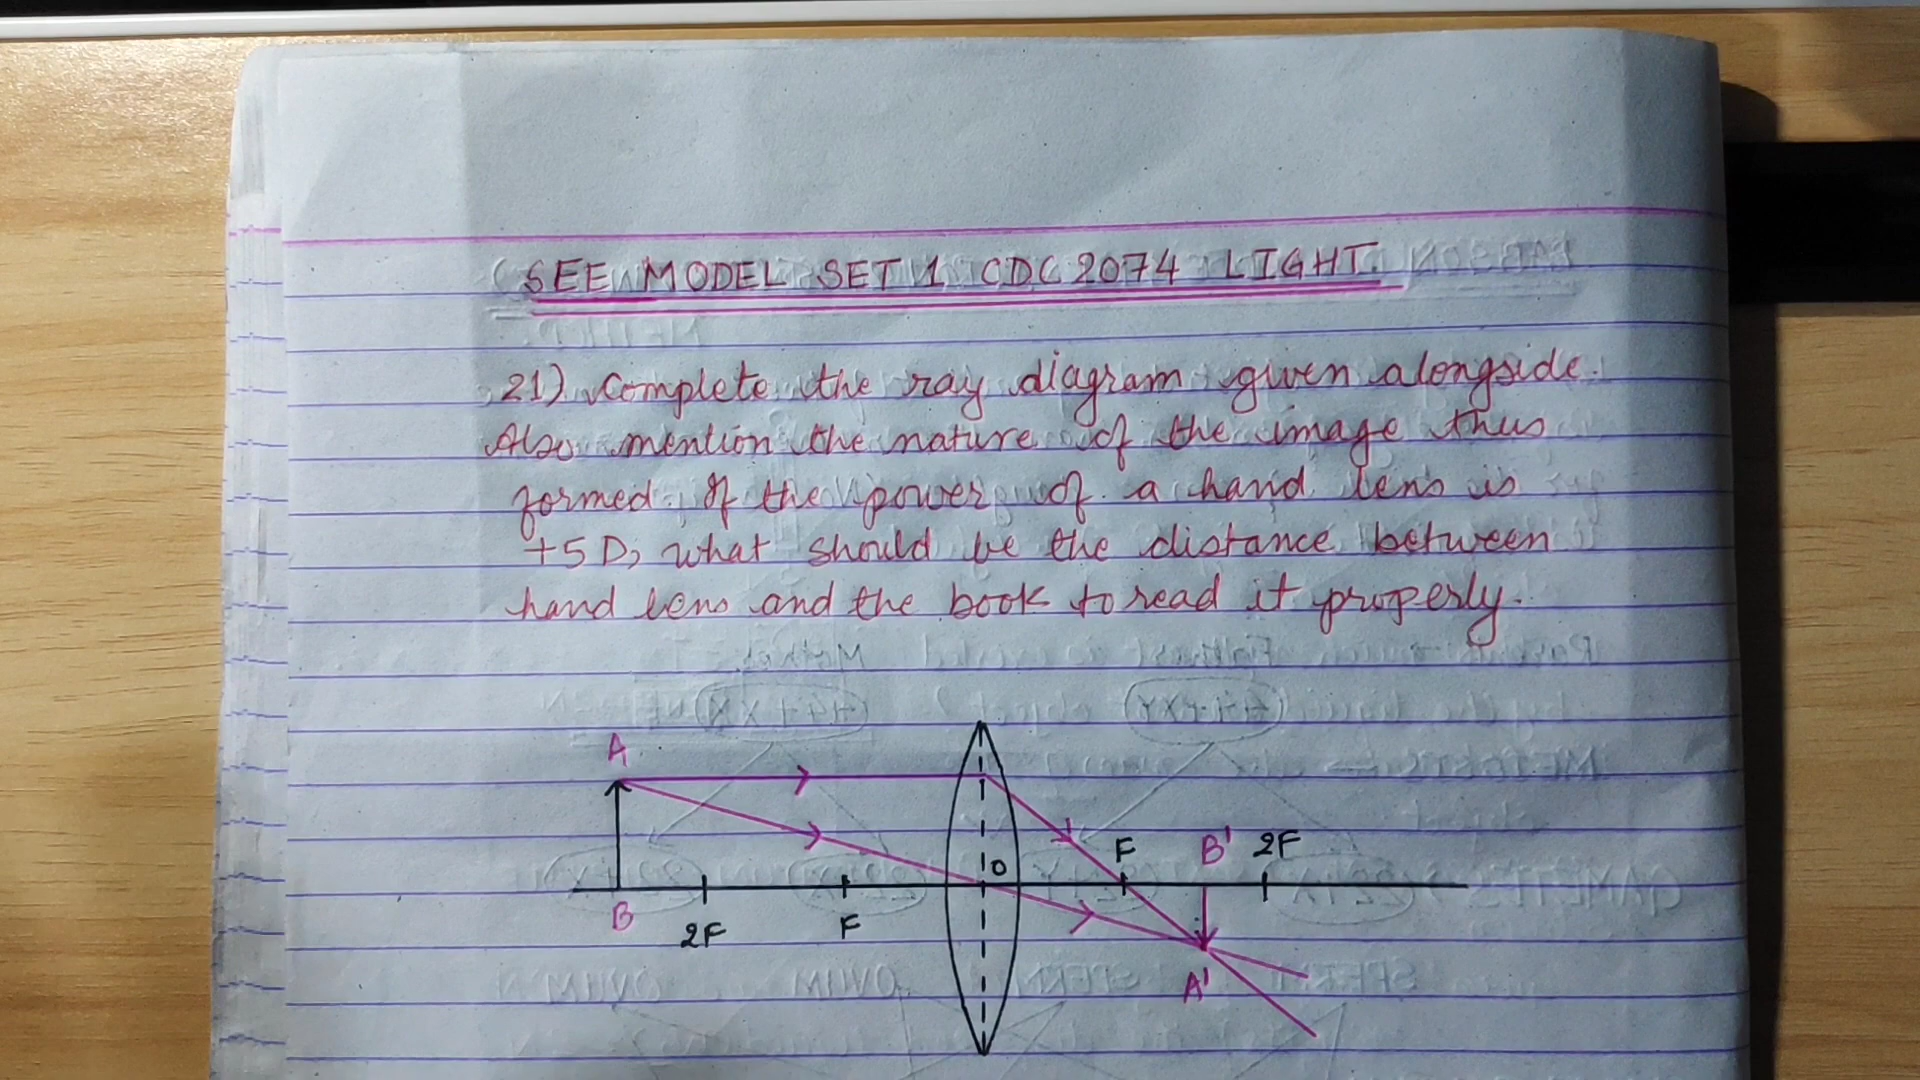 SEE MODEL SET 1 CDC 2074 LIGHT.
21) Complete the ray diagram given alongside.
Also mention the nature of the image thus
formed. If the power of a hand lens is
+5 D, what should be the distance between
hand lens and the book to read it properly.
A
F B' 2F
O
B 2F F
A'